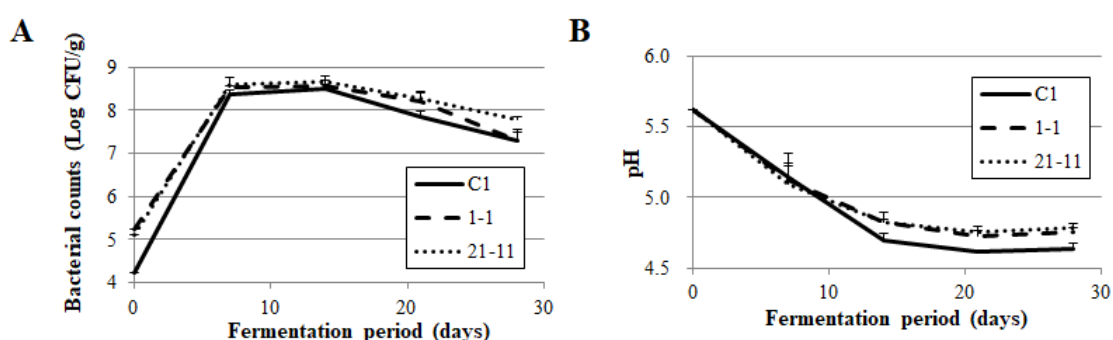 A
Bacterial counts (Log CFU/g)
9
8
7
6
5
4
0
10
20
30
Fermentation period (days)
C1
1-1
21-11
B
pH
6.0
5.5
5.0
4.5
0
10
20
30
Fermentation period (days)
C1
1-1
21-11